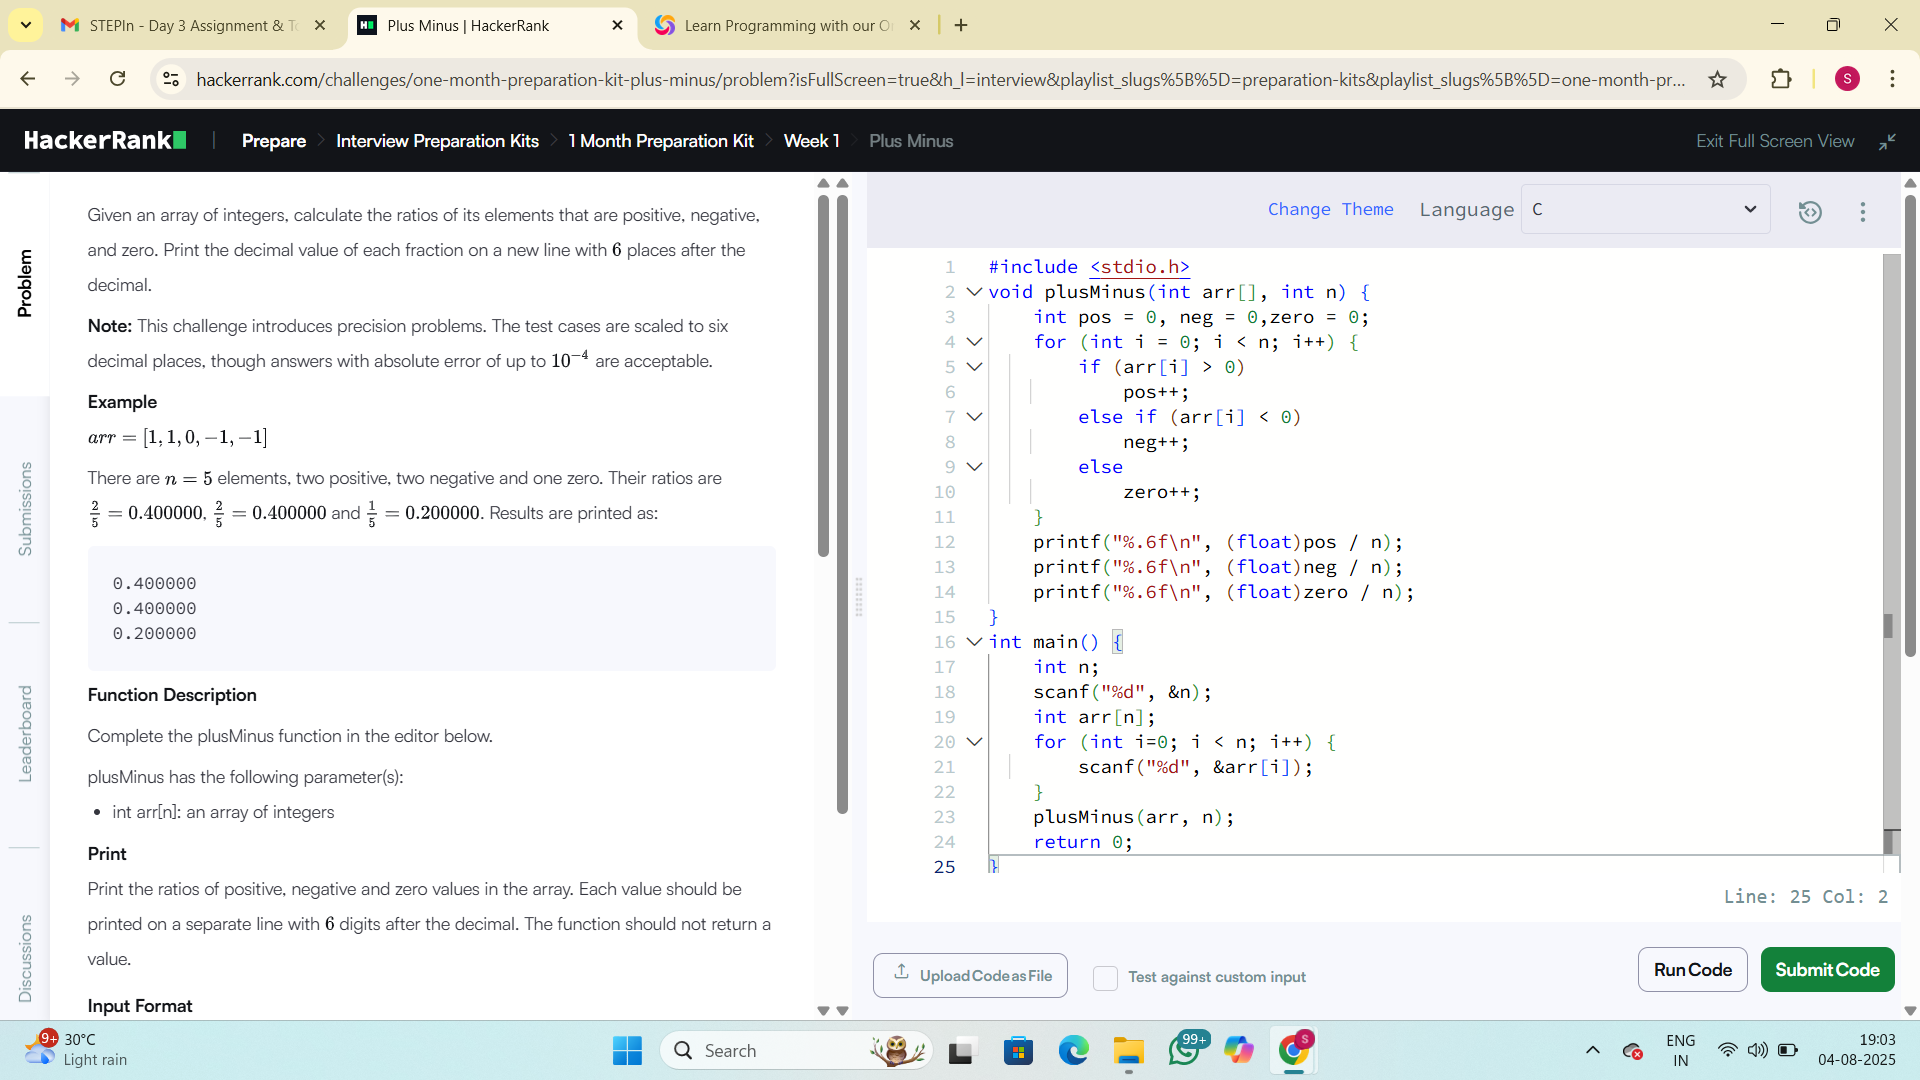 STEPIn - Day 3 Assignment & To
Plus Minus | HackerRank
Learn Programming with our O
hackerrank.com/challenges/one-month-preparation-kit-plus-minus/problem?isFullScreen=true&h_l=interview&playlist_slugs%5B%5D=preparation-kits&playlist_slugs%5B%5D=one-month-pr...
S
HackerRank
Prepare
Interview Preparation Kits
1 Month Preparation Kit
Week 1
Plus Minus
Exit Full Screen View
Problem
Submissions
Leaderboard
Discussions
Given an array of integers, calculate the ratios of its elements that are positive, negative,
and zero. Print the decimal value of each fraction on a new line with 6 places after the
decimal.
Note: This challenge introduces precision problems. The test cases are scaled to six
decimal places, though answers with absolute error of up to 10⁻⁴ are acceptable.
Example
arr = [1, 1, 0, −1, −1]
There are n = 5 elements, two positive, two negative and one zero. Their ratios are
2/5 = 0.400000, 2/5 = 0.400000 and 1/5 = 0.200000. Results are printed as:
0.400000
0.400000
0.200000
Function Description
Complete the plusMinus function in the editor below.
plusMinus has the following parameter(s):
• int arr[n]: an array of integers
Print
Print the ratios of positive, negative and zero values in the array. Each value should be
printed on a separate line with 6 digits after the decimal. The function should not return a
value.
Input Format
Change Theme
Language
C
1 #include <stdio.h>
2 void plusMinus(int arr[], int n) {
3     int pos = 0, neg = 0,zero = 0;
4     for (int i = 0; i < n; i++) {
5         if (arr[i] > 0)
6             pos++;
7         else if (arr[i] < 0)
8             neg++;
9         else
10             zero++;
11     }
12     printf("%.6f\n", (float)pos / n);
13     printf("%.6f\n", (float)neg / n);
14     printf("%.6f\n", (float)zero / n);
15 }
16 int main() {
17     int n;
18     scanf("%d", &n);
19     int arr[n];
20     for (int i=0; i < n; i++) {
21         scanf("%d", &arr[i]);
22     }
23     plusMinus(arr, n);
24     return 0;
25 }
Line: 25 Col: 2
Upload Code as File
Test against custom input
Run Code
Submit Code
9+
30°C
Light rain
Search
99+
S
ENG
IN
19:03
04-08-2025